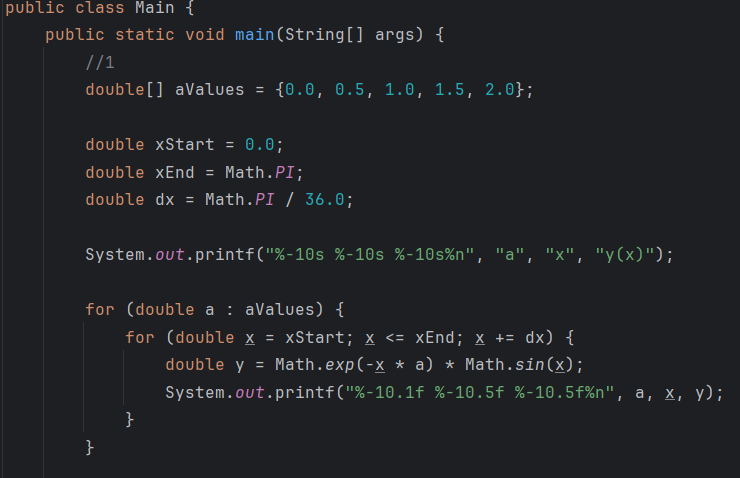 public class Main {
    public static void main(String[] args) {
        //1
        double[] aValues = {0.0, 0.5, 1.0, 1.5, 2.0};

        double xStart = 0.0;
        double xEnd = Math.PI;
        double dx = Math.PI / 36.0;

        System.out.printf("%-10s %-10s %-10s%n", "a", "x", "y(x)");

        for (double a : aValues) {
            for (double x = xStart; x <= xEnd; x += dx) {
                double y = Math.exp(-x * a) * Math.sin(x);
                System.out.printf("%-10.1f %-10.5f %-10.5f%n", a, x, y);
            }
        }